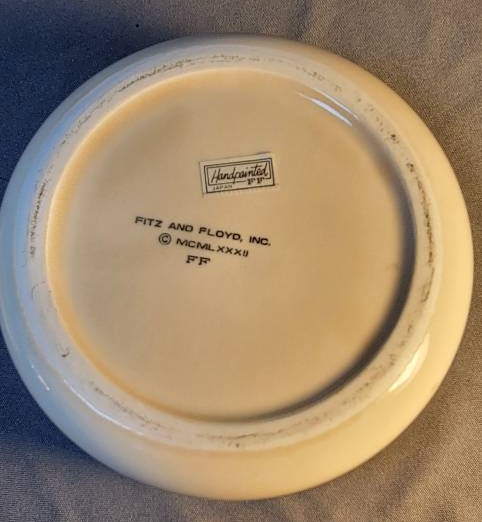 Handpainted
JAPAN FF
FITZ AND FLOYD, INC.
© MCMLXXXII
FF